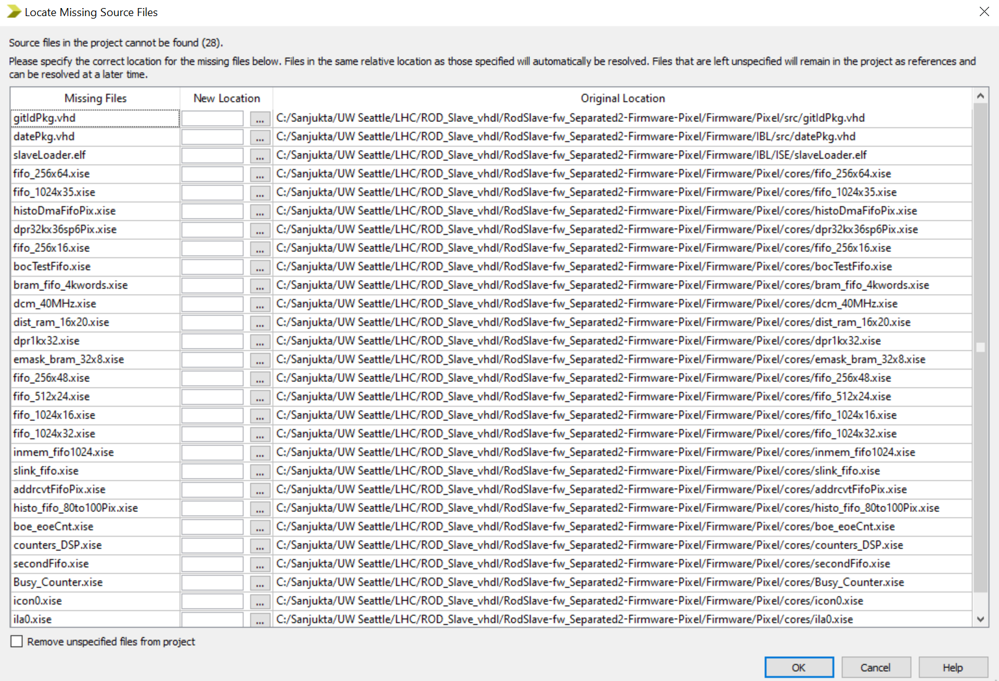 Locate Missing Source Files
Source files in the project cannot be found (28).
Please specify the correct location for the missing files below. Files in the same relative location as those specified will automatically be resolved. Files that are left unspecified will remain in the project as references and
can be resolved at a later time.
Missing Files New Location Original Location
gitIdPkg.vhd ... C:/Sanjukta/UW Seattle/LHC/ROD_Slave_vhdl/RodSlave-fw_Separated2-Firmware-Pixel/Firmware/Pixel/src/gitIdPkg.vhd
datePkg.vhd ... C:/Sanjukta/UW Seattle/LHC/ROD_Slave_vhdl/RodSlave-fw_Separated2-Firmware-Pixel/Firmware/IBL/src/datePkg.vhd
slaveLoader.elf ... C:/Sanjukta/UW Seattle/LHC/ROD_Slave_vhdl/RodSlave-fw_Separated2-Firmware-Pixel/Firmware/IBL/ISE/slaveLoader.elf
fifo_256x64.xise ... C:/Sanjukta/UW Seattle/LHC/ROD_Slave_vhdl/RodSlave-fw_Separated2-Firmware-Pixel/Firmware/Pixel/cores/fifo_256x64.xise
fifo_1024x35.xise ... C:/Sanjukta/UW Seattle/LHC/ROD_Slave_vhdl/RodSlave-fw_Separated2-Firmware-Pixel/Firmware/Pixel/cores/fifo_1024x35.xise
histoDmaFifoPix.xise ... C:/Sanjukta/UW Seattle/LHC/ROD_Slave_vhdl/RodSlave-fw_Separated2-Firmware-Pixel/Firmware/Pixel/cores/histoDmaFifoPix.xise
dpr32kx36sp6Pix.xise ... C:/Sanjukta/UW Seattle/LHC/ROD_Slave_vhdl/RodSlave-fw_Separated2-Firmware-Pixel/Firmware/Pixel/cores/dpr32kx36sp6Pix.xise
fifo_256x16.xise ... C:/Sanjukta/UW Seattle/LHC/ROD_Slave_vhdl/RodSlave-fw_Separated2-Firmware-Pixel/Firmware/Pixel/cores/fifo_256x16.xise
bocTestFifo.xise ... C:/Sanjukta/UW Seattle/LHC/ROD_Slave_vhdl/RodSlave-fw_Separated2-Firmware-Pixel/Firmware/Pixel/cores/bocTestFifo.xise
bram_fifo_4kwords.xise ... C:/Sanjukta/UW Seattle/LHC/ROD_Slave_vhdl/RodSlave-fw_Separated2-Firmware-Pixel/Firmware/Pixel/cores/bram_fifo_4kwords.xise
dcm_40MHz.xise ... C:/Sanjukta/UW Seattle/LHC/ROD_Slave_vhdl/RodSlave-fw_Separated2-Firmware-Pixel/Firmware/Pixel/cores/dcm_40MHz.xise
dist_ram_16x20.xise ... C:/Sanjukta/UW Seattle/LHC/ROD_Slave_vhdl/RodSlave-fw_Separated2-Firmware-Pixel/Firmware/Pixel/cores/dist_ram_16x20.xise
dpr1kx32.xise ... C:/Sanjukta/UW Seattle/LHC/ROD_Slave_vhdl/RodSlave-fw_Separated2-Firmware-Pixel/Firmware/Pixel/cores/dpr1kx32.xise
emask_bram_32x8.xise ... C:/Sanjukta/UW Seattle/LHC/ROD_Slave_vhdl/RodSlave-fw_Separated2-Firmware-Pixel/Firmware/Pixel/cores/emask_bram_32x8.xise
fifo_256x48.xise ... C:/Sanjukta/UW Seattle/LHC/ROD_Slave_vhdl/RodSlave-fw_Separated2-Firmware-Pixel/Firmware/Pixel/cores/fifo_256x48.xise
fifo_512x24.xise ... C:/Sanjukta/UW Seattle/LHC/ROD_Slave_vhdl/RodSlave-fw_Separated2-Firmware-Pixel/Firmware/Pixel/cores/fifo_512x24.xise
fifo_1024x16.xise ... C:/Sanjukta/UW Seattle/LHC/ROD_Slave_vhdl/RodSlave-fw_Separated2-Firmware-Pixel/Firmware/Pixel/cores/fifo_1024x16.xise
fifo_1024x32.xise ... C:/Sanjukta/UW Seattle/LHC/ROD_Slave_vhdl/RodSlave-fw_Separated2-Firmware-Pixel/Firmware/Pixel/cores/fifo_1024x32.xise
inmem_fifo1024.xise ... C:/Sanjukta/UW Seattle/LHC/ROD_Slave_vhdl/RodSlave-fw_Separated2-Firmware-Pixel/Firmware/Pixel/cores/inmem_fifo1024.xise
slink_fifo.xise ... C:/Sanjukta/UW Seattle/LHC/ROD_Slave_vhdl/RodSlave-fw_Separated2-Firmware-Pixel/Firmware/Pixel/cores/slink_fifo.xise
addrcvtFifoPix.xise ... C:/Sanjukta/UW Seattle/LHC/ROD_Slave_vhdl/RodSlave-fw_Separated2-Firmware-Pixel/Firmware/Pixel/cores/addrcvtFifoPix.xise
histo_fifo_80to100Pix.xise ... C:/Sanjukta/UW Seattle/LHC/ROD_Slave_vhdl/RodSlave-fw_Separated2-Firmware-Pixel/Firmware/Pixel/cores/histo_fifo_80to100Pix.xise
boe_eoeCnt.xise ... C:/Sanjukta/UW Seattle/LHC/ROD_Slave_vhdl/RodSlave-fw_Separated2-Firmware-Pixel/Firmware/Pixel/cores/boe_eoeCnt.xise
counters_DSP.xise ... C:/Sanjukta/UW Seattle/LHC/ROD_Slave_vhdl/RodSlave-fw_Separated2-Firmware-Pixel/Firmware/Pixel/cores/counters_DSP.xise
secondFifo.xise ... C:/Sanjukta/UW Seattle/LHC/ROD_Slave_vhdl/RodSlave-fw_Separated2-Firmware-Pixel/Firmware/Pixel/cores/secondFifo.xise
Busy_Counter.xise ... C:/Sanjukta/UW Seattle/LHC/ROD_Slave_vhdl/RodSlave-fw_Separated2-Firmware-Pixel/Firmware/Pixel/cores/Busy_Counter.xise
icon0.xise ... C:/Sanjukta/UW Seattle/LHC/ROD_Slave_vhdl/RodSlave-fw_Separated2-Firmware-Pixel/Firmware/Pixel/cores/icon0.xise
ila0.xise ... C:/Sanjukta/UW Seattle/LHC/ROD_Slave_vhdl/RodSlave-fw_Separated2-Firmware-Pixel/Firmware/Pixel/cores/ila0.xise
Remove unspecified files from project
OK Cancel Help